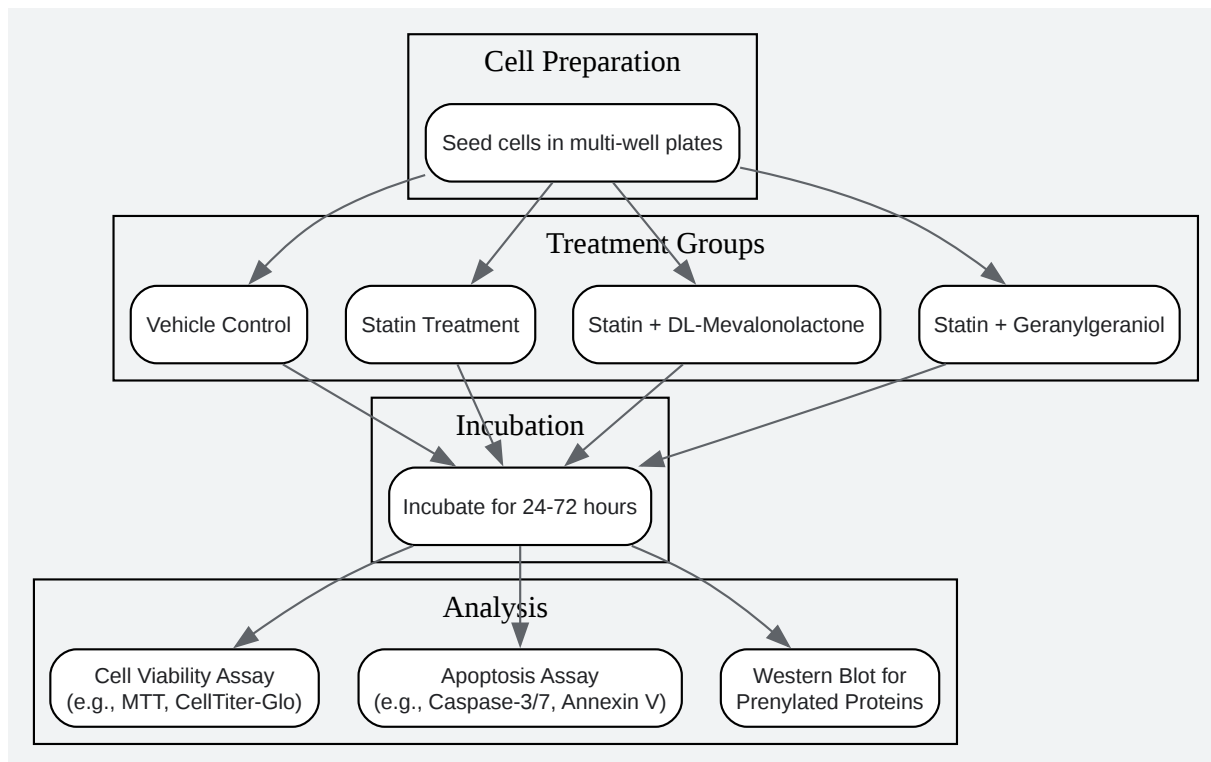 Cell Preparation
Seed cells in multi-well plates
Treatment Groups
Vehicle Control
Statin Treatment
Statin + DL-Mevalonolactone
Statin + Geranylgeraniol
Incubation
Incubate for 24-72 hours
Analysis
Cell Viability Assay
(e.g., MTT, CellTiter-Glo)
Apoptosis Assay
(e.g., Caspase-3/7, Annexin V)
Western Blot for
Prenylated Proteins